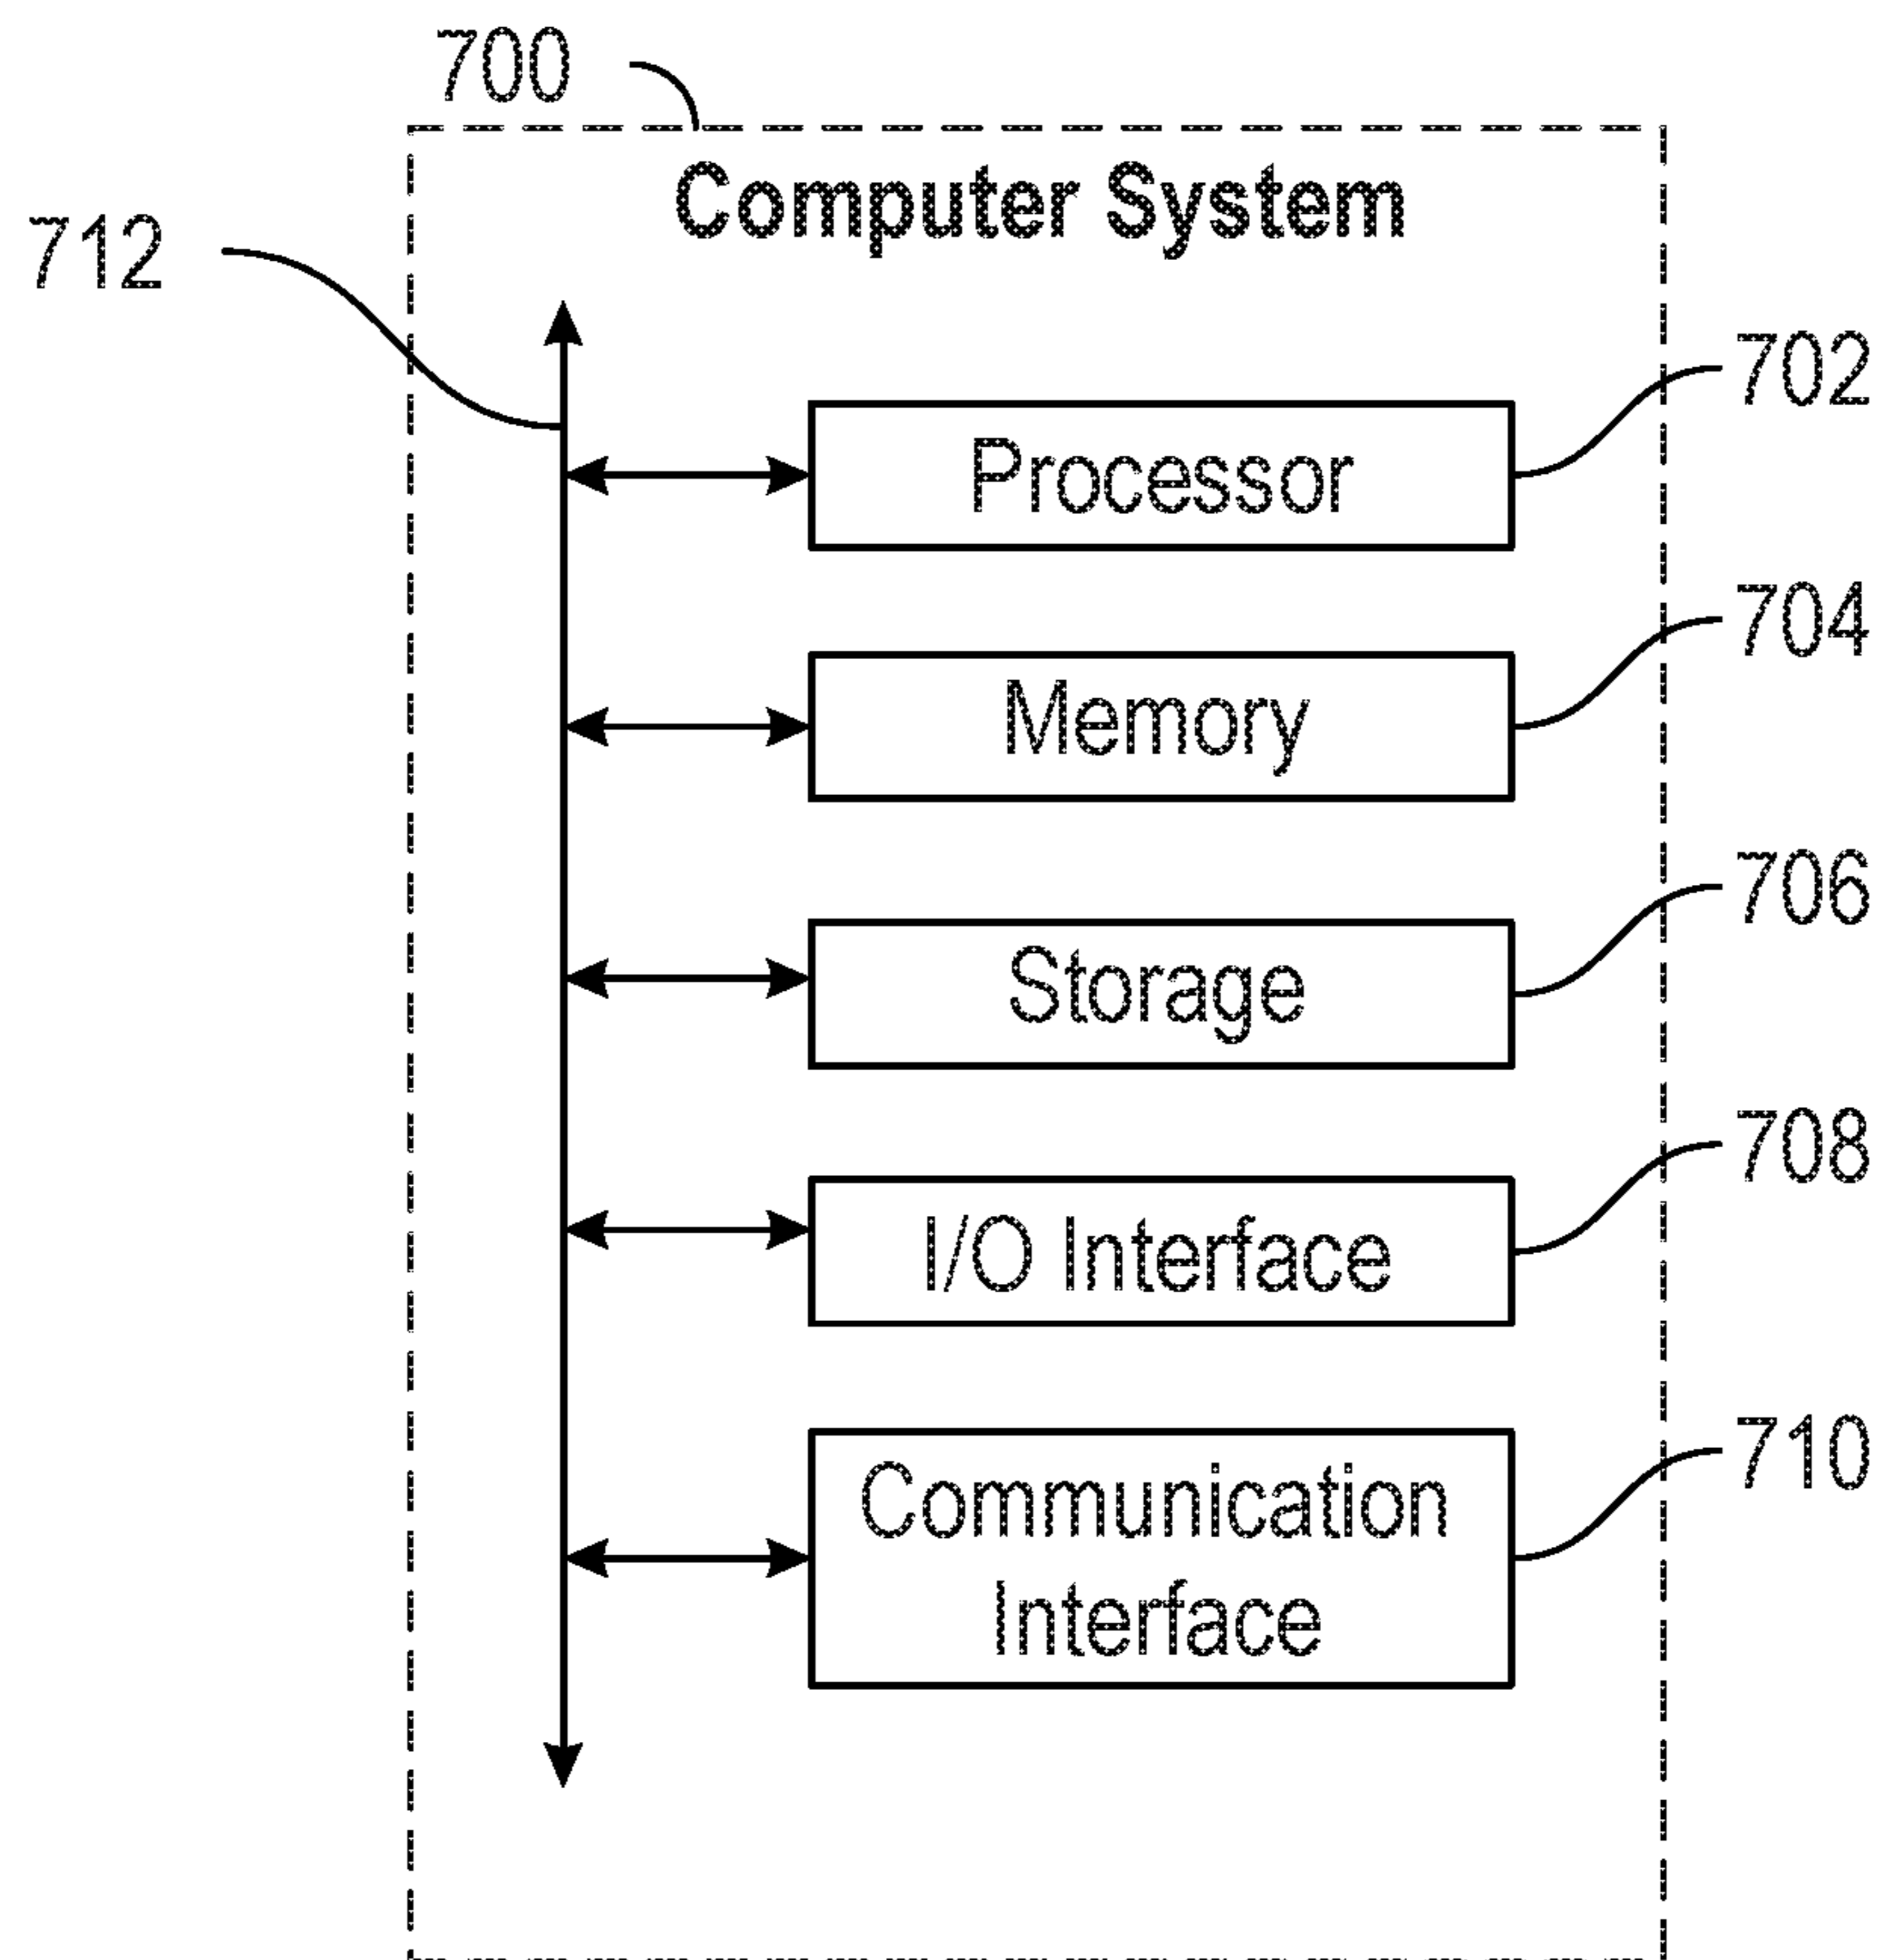 700
Computer System
712
702
Processor
704
Memory
706
Storage
708
I/O Interface
710
Communication
Interface